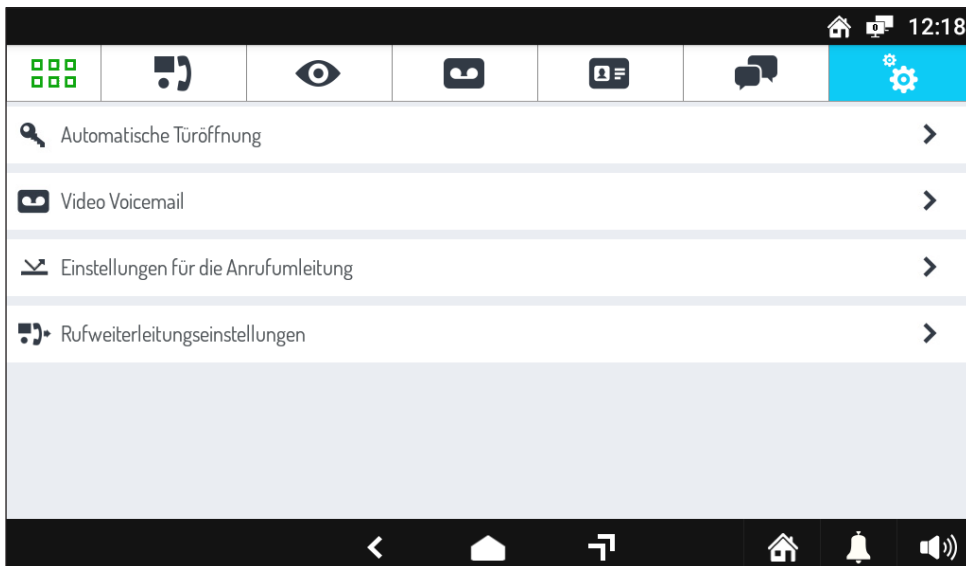 12:18
Automatische Türöffnung
Video Voicemail
Einstellungen für die Anrufumleitung
Rufweiterleitungseinstellungen